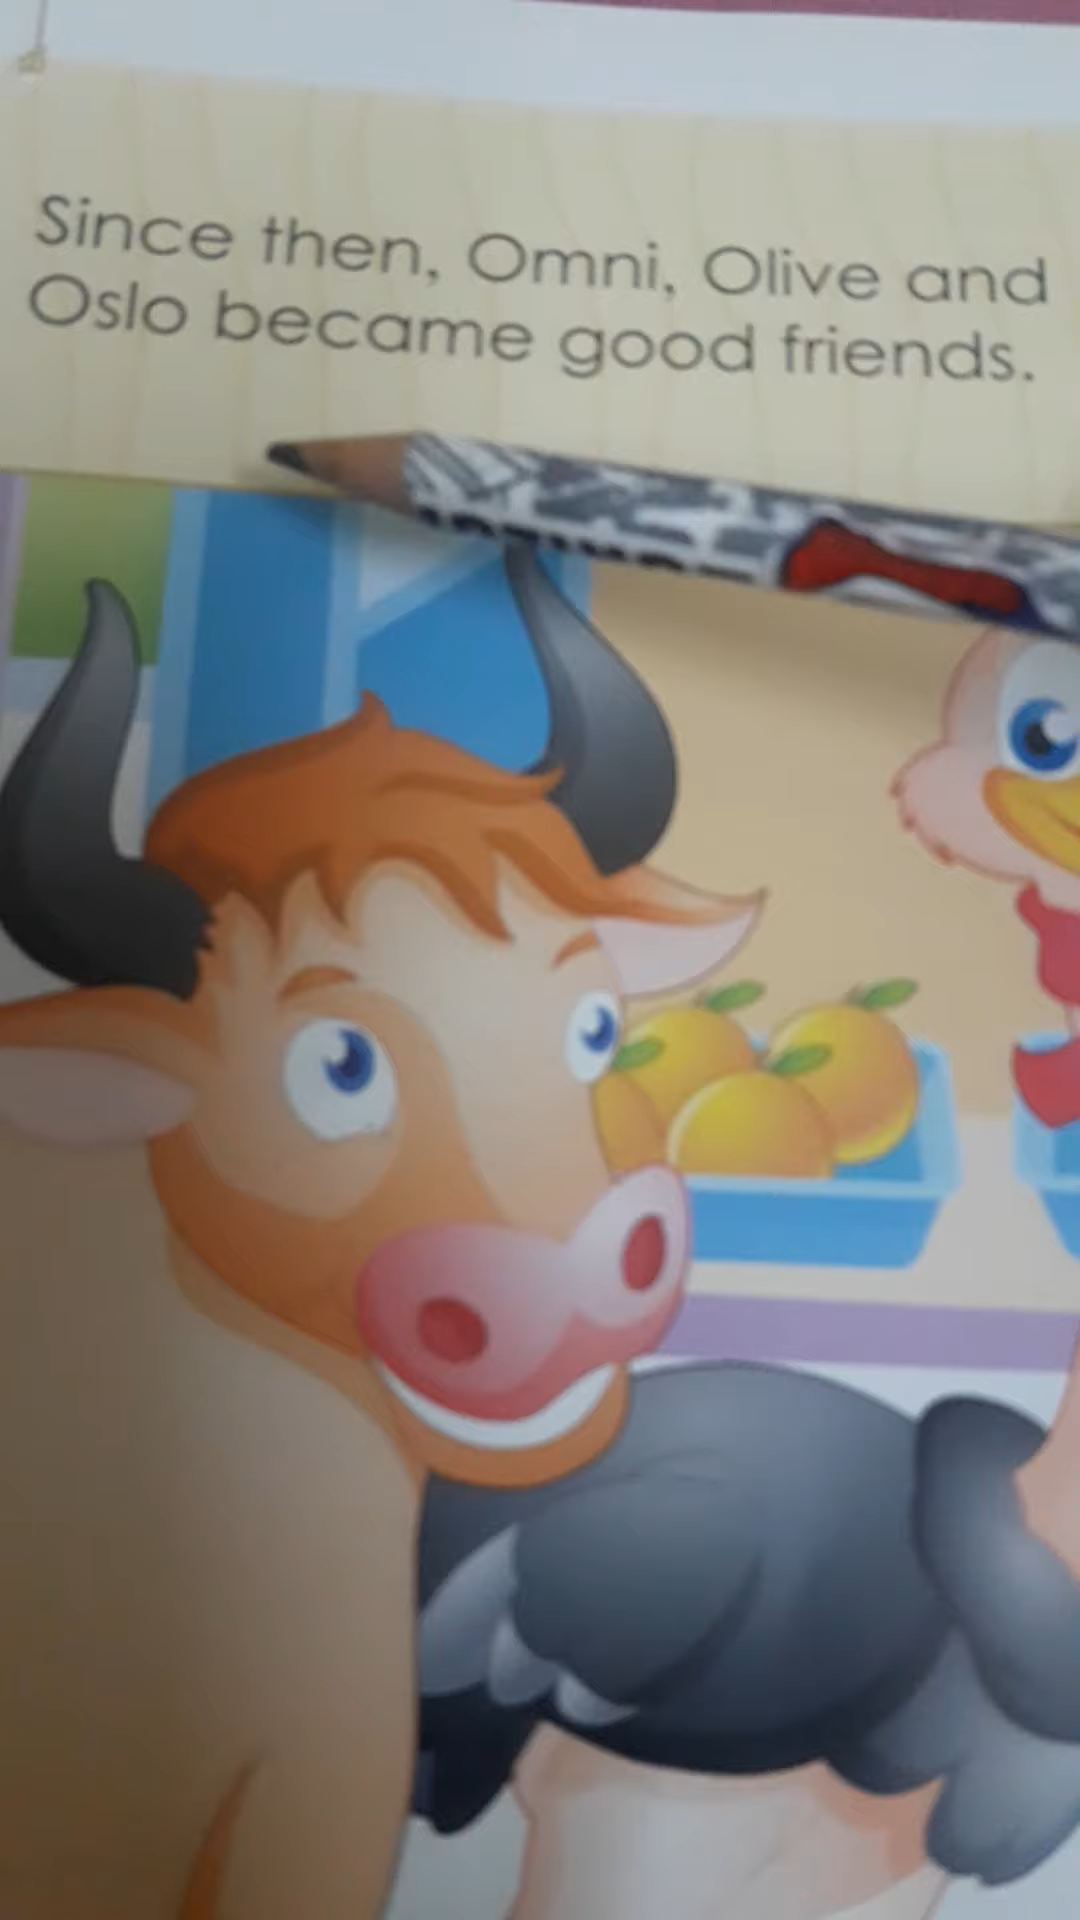 Since then, Omni, Olive and
Oslo became good friends.